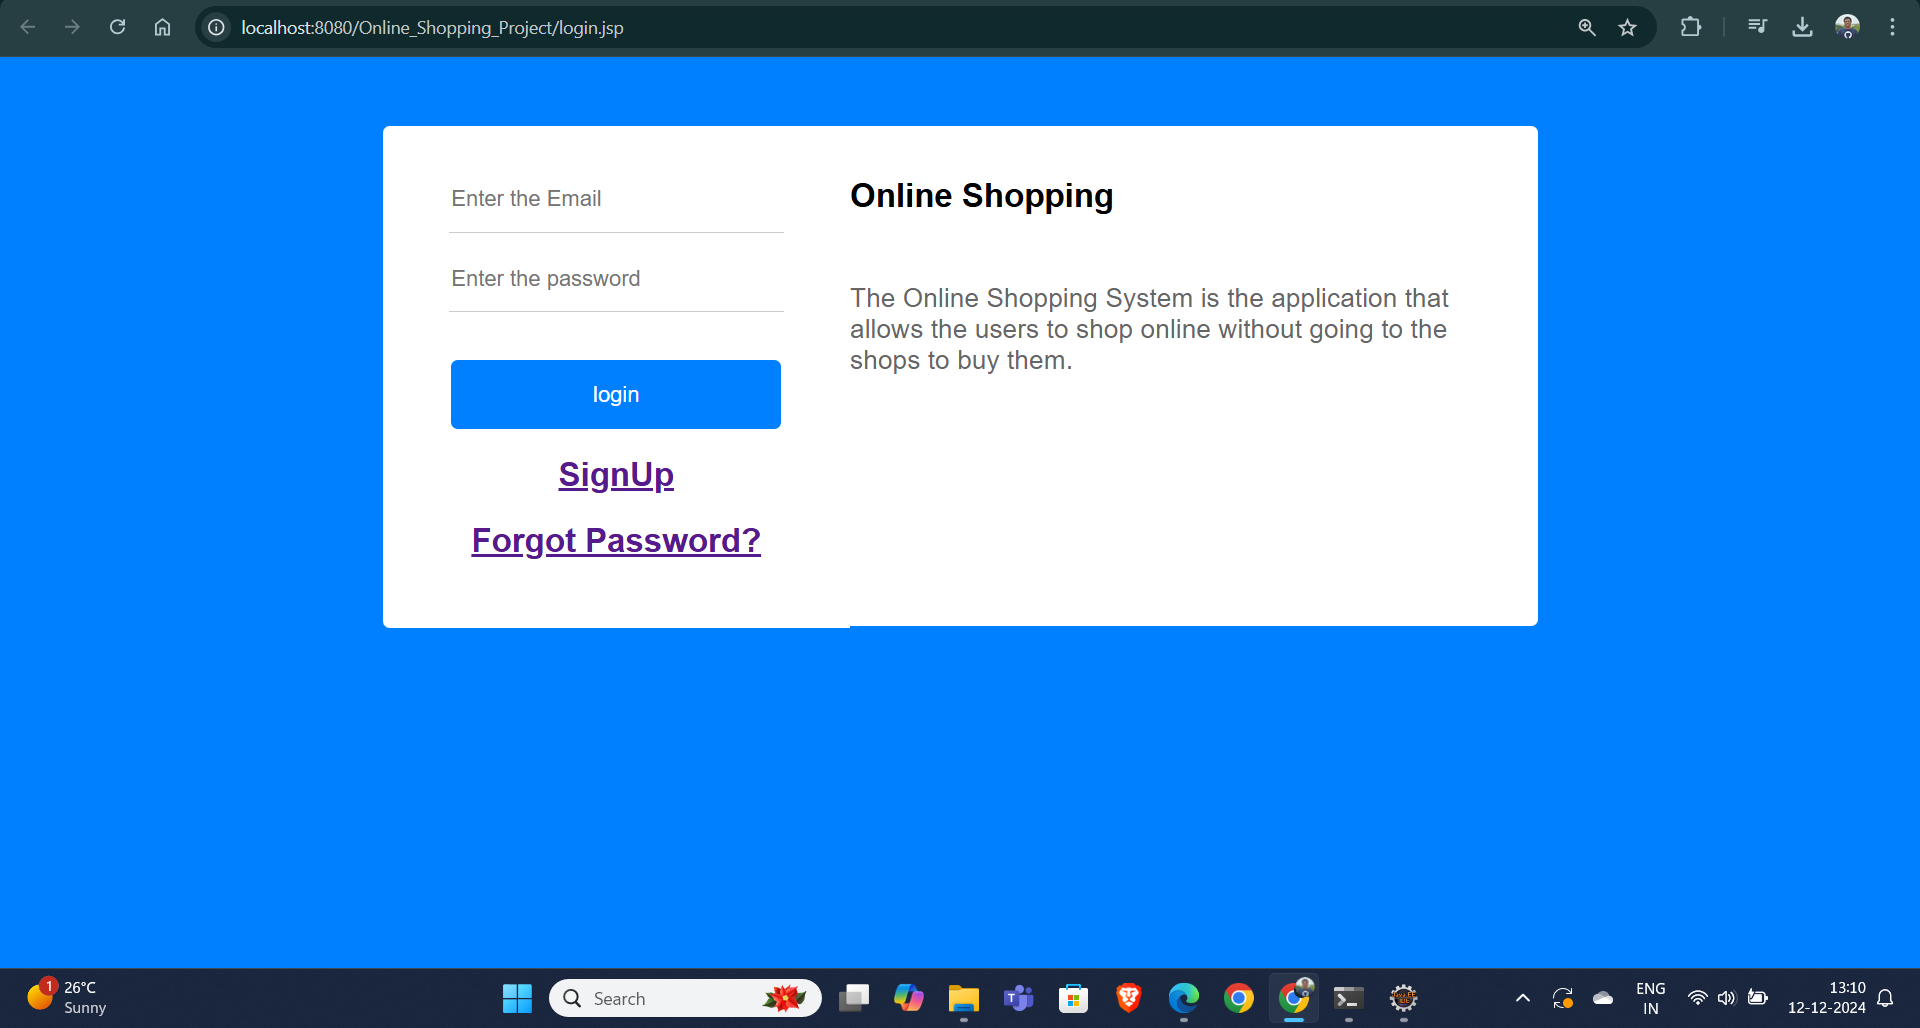 localhost:8080/Online_Shopping_Project/login.jsp
Enter the Email
Enter the password
login
SignUp
Forgot Password?
Online Shopping
The Online Shopping System is the application that
allows the users to shop online without going to the
shops to buy them.
1
26°C
Sunny
Search
ENG
IN
13:10
12-12-2024